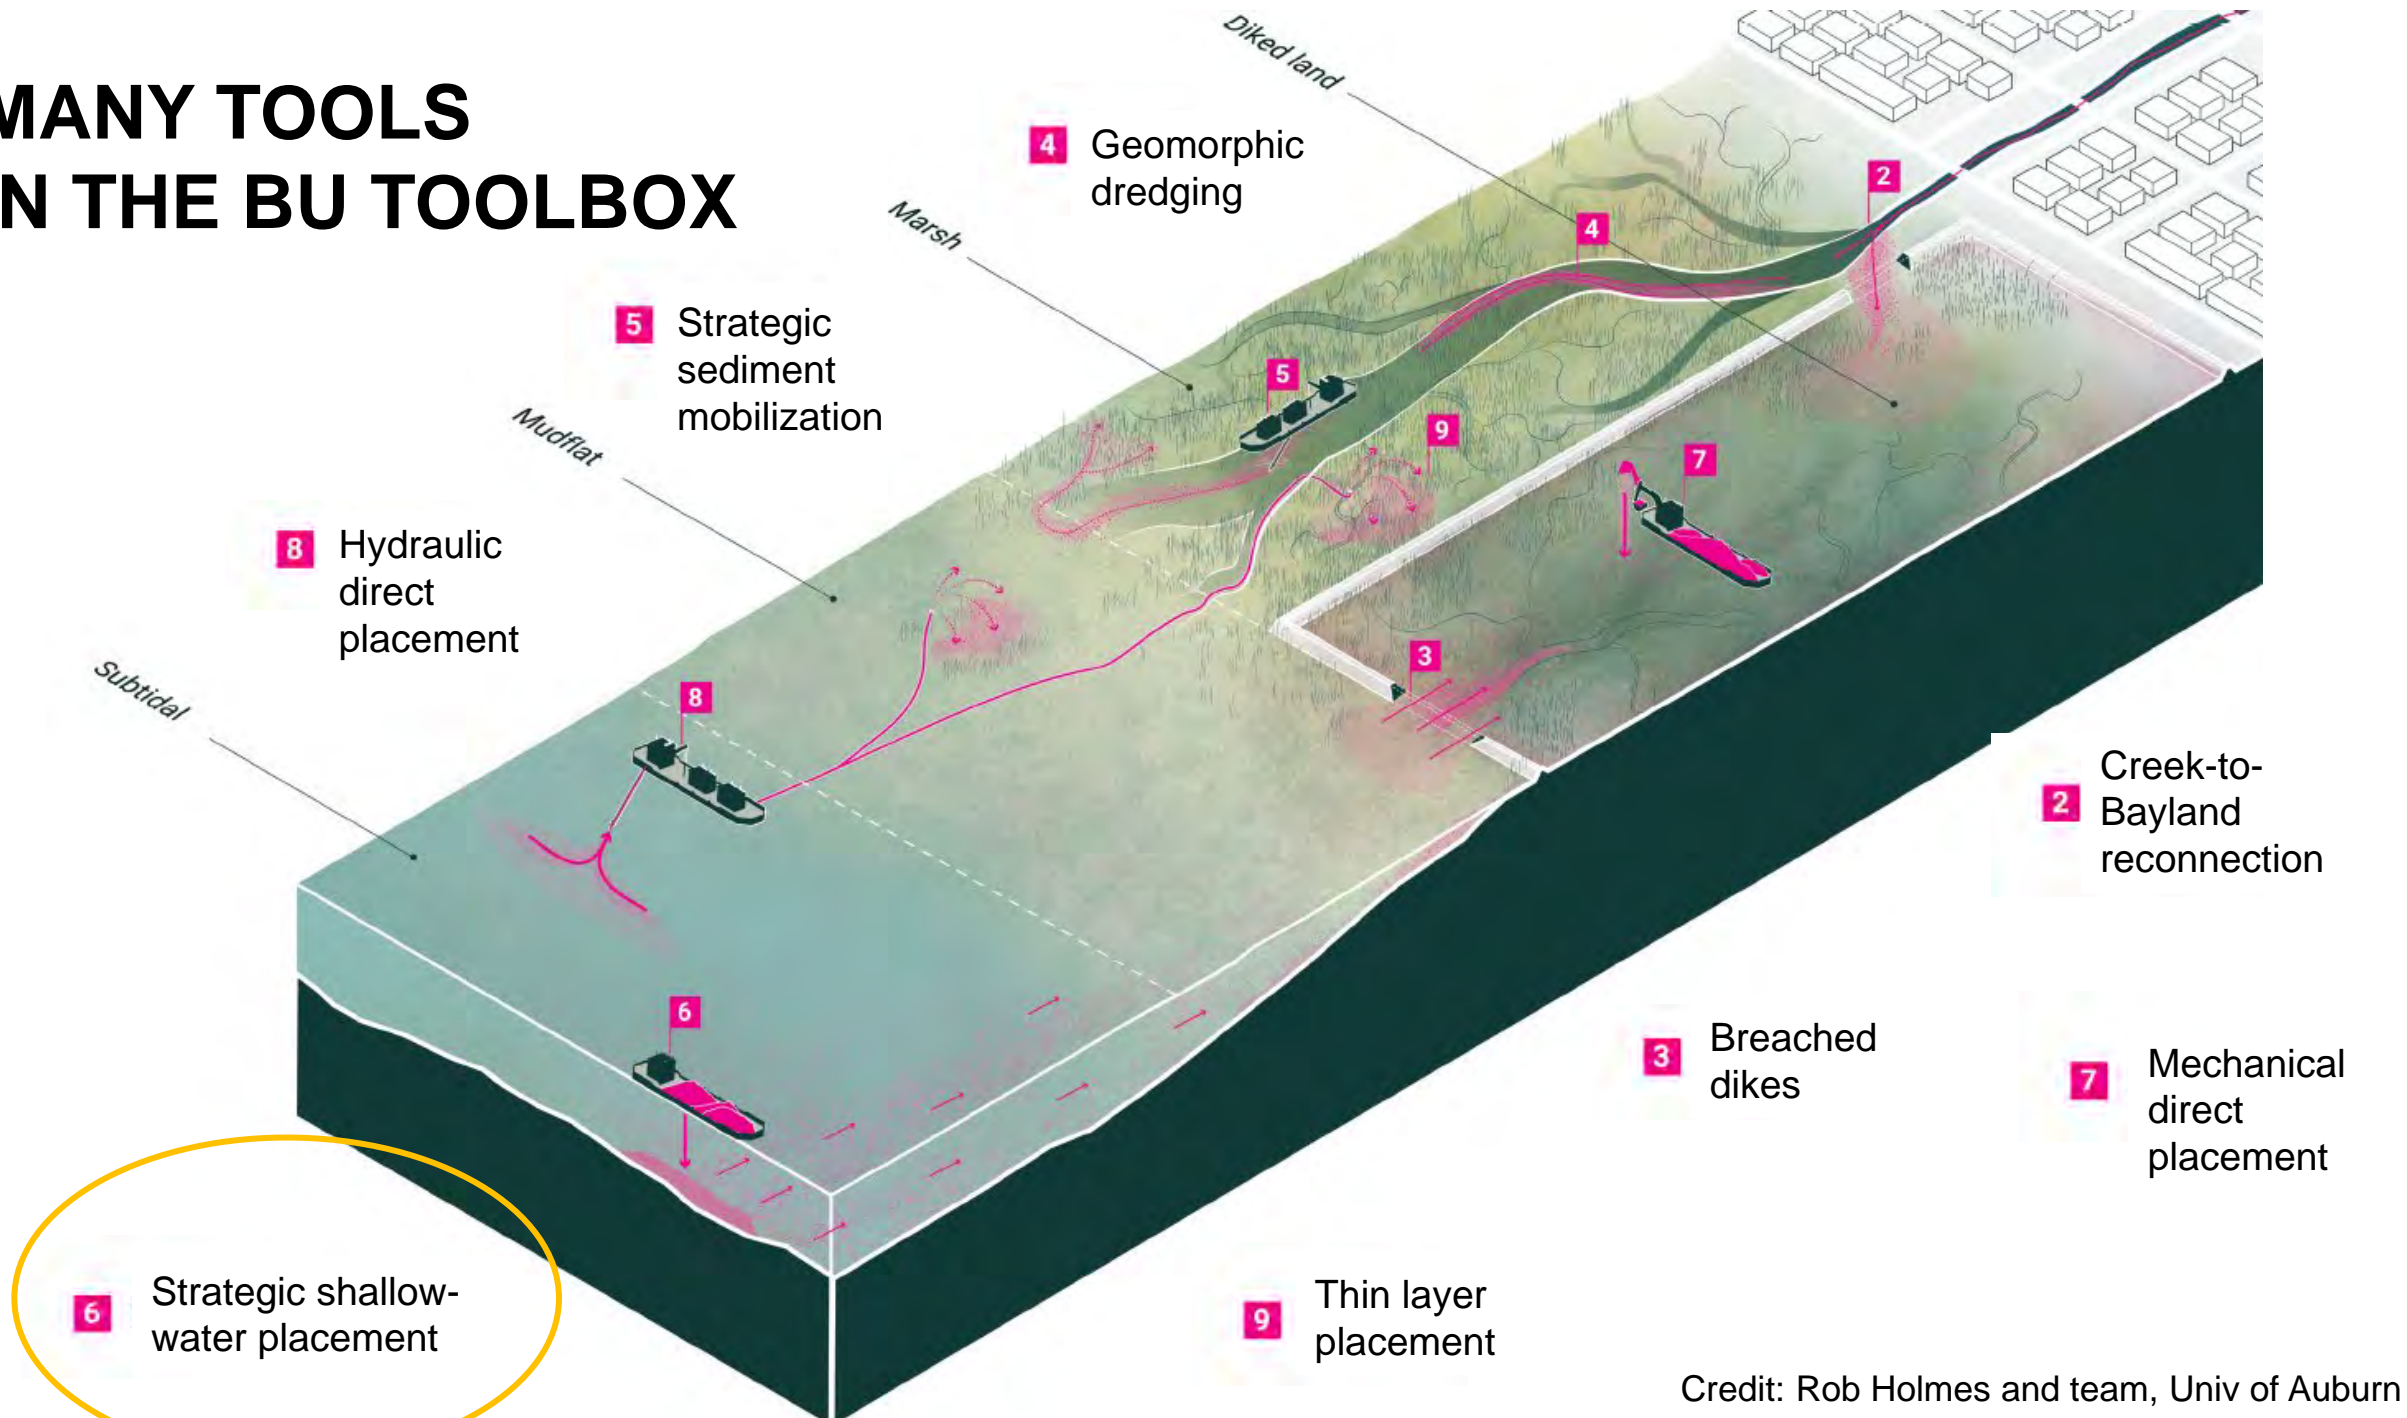 MANY TOOLS
N THE BU TOOLBOX
Diked land
4
Geomorphic
dredging
2
4
Marsh
5
Strategic
sediment
mobilization
5
9
7
Mudflat
8
Hydraulic
direct
placement
3
Subtidal
8
2
Creek-to-
Bayland
reconnection
6
3
Breached
dikes
7
Mechanical
direct
placement
6
Strategic shallow-
water placement
9
Thin layer
placement
Credit: Rob Holmes and team, Univ of Auburn